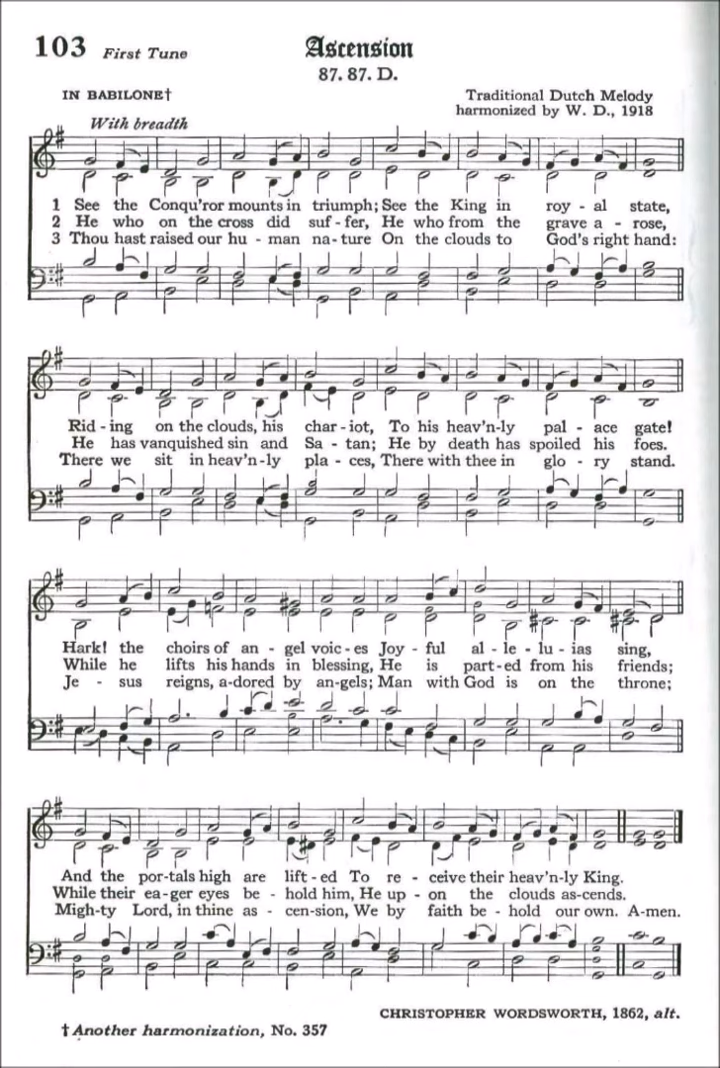 103 First Tune Ascension
87. 87. D.
IN BABILONE† Traditional Dutch Melody
harmonized by W. D., 1918
With breadth
1 See the Conqu'ror mounts in triumph; See the King in roy - al state,
2 He who on the cross did suf - fer, He who from the grave a - rose,
3 Thou hast raised our hu - man na - ture On the clouds to God's right hand:
Rid - ing on the clouds, his char - iot, To his heav'n-ly pal - ace gate!
He has vanquished sin and Sa - tan; He by death has spoiled his foes.
There we sit in heav'n-ly pla - ces, There with thee in glo - ry stand.
Hark! the choirs of an - gel voic - es Joy - ful al - le - lu - ias sing,
While he lifts his hands in blessing, He is part-ed from his friends;
Je - sus reigns, a-dored by an-gels; Man with God is on the throne;
And the por-tals high are lift - ed To re - ceive their heav'n-ly King.
While their ea-ger eyes be - hold him, He up - on the clouds as-cends.
Migh-ty Lord, in thine as - cen-sion, We by faith be - hold our own. A-men.
CHRISTOPHER WORDSWORTH, 1862, alt.
† Another harmonization, No. 357